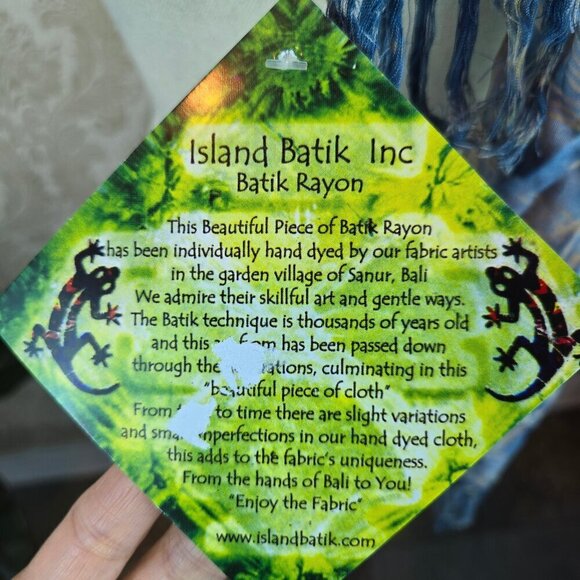 Island Batik Inc
Batik Rayon
This Beautiful Piece of Batik Rayon
has been individually hand dyed by our fabric artists
in the garden village of Sanur, Bali
We admire their skillful art and gentle ways.
The Batik technique is thousands of years old
and this has been passed down
through the culminating in this
"beautiful piece of cloth"
From to time there are slight variations
and imperfections in our hand dyed cloth,
this adds to the fabric's uniqueness.
From the hands of Bali to You!
"Enjoy the Fabric"
www.islandbatik.com